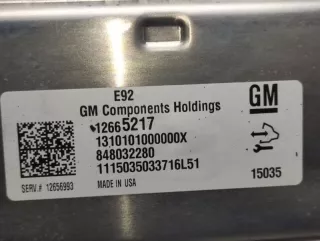 E92
GM Components Holdings
12665217
1310101000000X
848032280
1115035033716L51
SERV.# 12656993
MADE IN USA
GM
15035